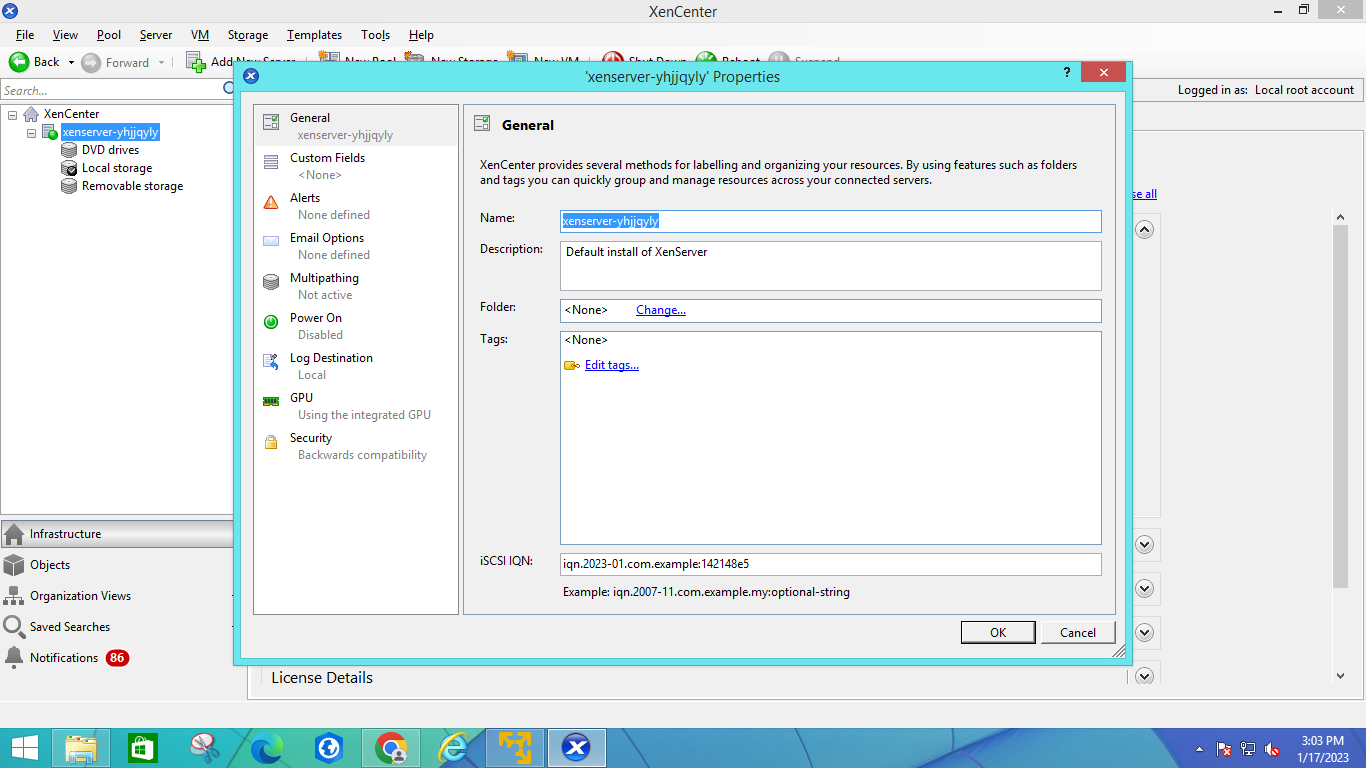 XenCenter
File View Pool Server VM Storage Templates Tools Help
Back Forward Add New Server New Pool New Storage New VM Shut Down Reboot Suspend
Search...
Logged in as: Local root account
XenCenter
xenserver-yhjjqyly
DVD drives
Local storage
Removable storage
Infrastructure
Objects
Organization Views
Saved Searches
Notifications 86
'xenserver-yhjjqyly' Properties
?
General
xenserver-yhjjqyly
Custom Fields
<None>
Alerts
None defined
Email Options
None defined
Multipathing
Not active
Power On
Disabled
Log Destination
Local
GPU
Using the integrated GPU
Security
Backwards compatibility
General
XenCenter provides several methods for labelling and organizing your resources. By using features such as folders
and tags you can quickly group and manage resources across your connected servers.
Name: xenserver-yhjjqyly
Description: Default install of XenServer
Folder: <None> Change...
Tags: <None>
Edit tags...
iSCSI IQN: iqn.2023-01.com.example:142148e5
Example: iqn.2007-11.com.example.my:optional-string
OK Cancel
se all
License Details
3:03 PM
1/17/2023